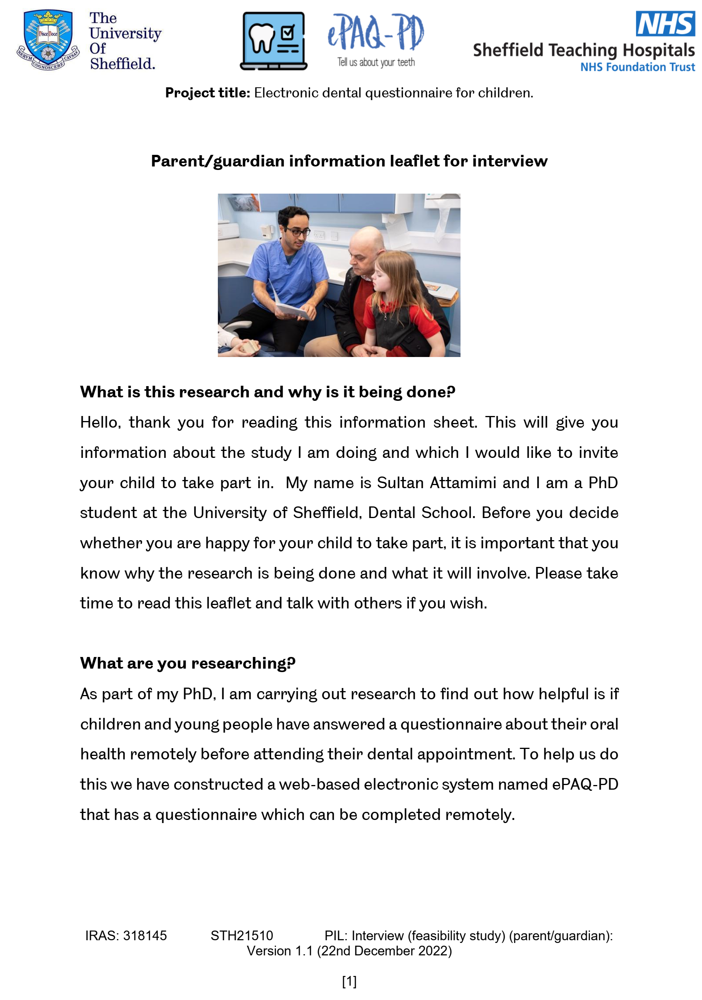 The
University
Of
Sheffield.
Disce Doce
RERVM COGNOSCERE CAVSAS
ePAQ-PD
Tell us about your teeth
NHS
Sheffield Teaching Hospitals
NHS Foundation Trust
Project title: Electronic dental questionnaire for children.
Parent/guardian information leaflet for interview
What is this research and why is it being done?
Hello, thank you for reading this information sheet. This will give you
information about the study I am doing and which I would like to invite
your child to take part in.  My name is Sultan Attamimi and I am a PhD
student at the University of Sheffield, Dental School. Before you decide
whether you are happy for your child to take part, it is important that you
know why the research is being done and what it will involve. Please take
time to read this leaflet and talk with others if you wish.
What are you researching?
As part of my PhD, I am carrying out research to find out how helpful is if
children and young people have answered a questionnaire about their oral
health remotely before attending their dental appointment. To help us do
this we have constructed a web-based electronic system named ePAQ-PD
that has a questionnaire which can be completed remotely.
IRAS: 318145 STH21510 PIL: Interview (feasibility study) (parent/guardian):
Version 1.1 (22nd December 2022)
[1]